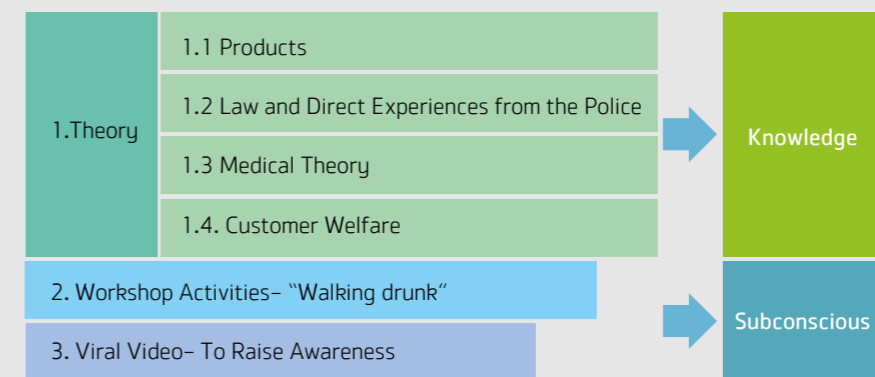 1.Theory
1.1 Products
1.2 Law and Direct Experiences from the Police
1.3 Medical Theory
1.4. Customer Welfare
Knowledge
2. Workshop Activities– “Walking drunk”
3. Viral Video– To Raise Awareness
Subconscious